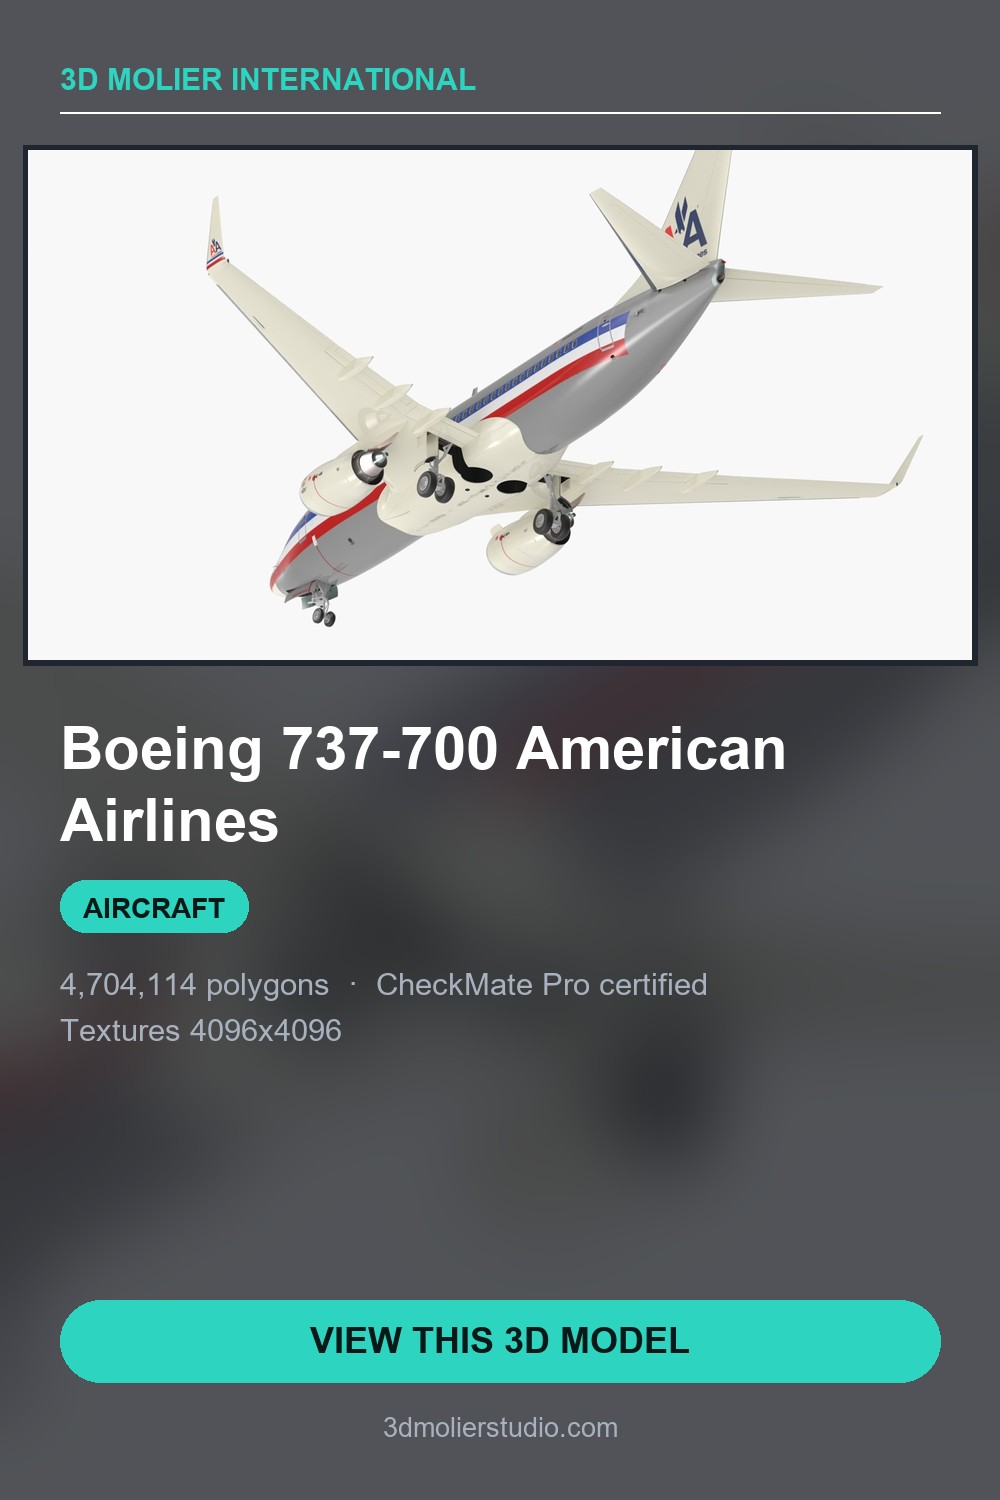 3D MOLIER INTERNATIONAL
AA
A
Boeing 737-700 American
Airlines
AIRCRAFT
4,704,114 polygons · CheckMate Pro certified
Textures 4096x4096
VIEW THIS 3D MODEL
3dmolierstudio.com